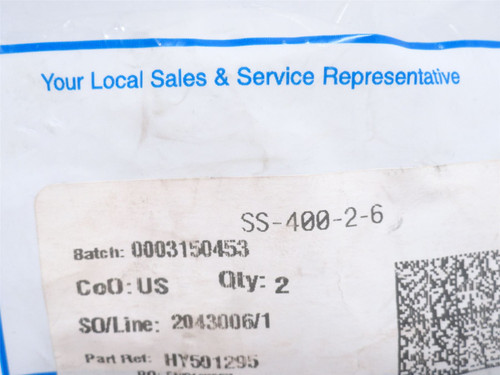 Your Local Sales & Service Representative
SS-400-2-6
Batch: 0003150453
CoO: US Qty: 2
SO/Line: 2043006/1
Part Ref: HY501295